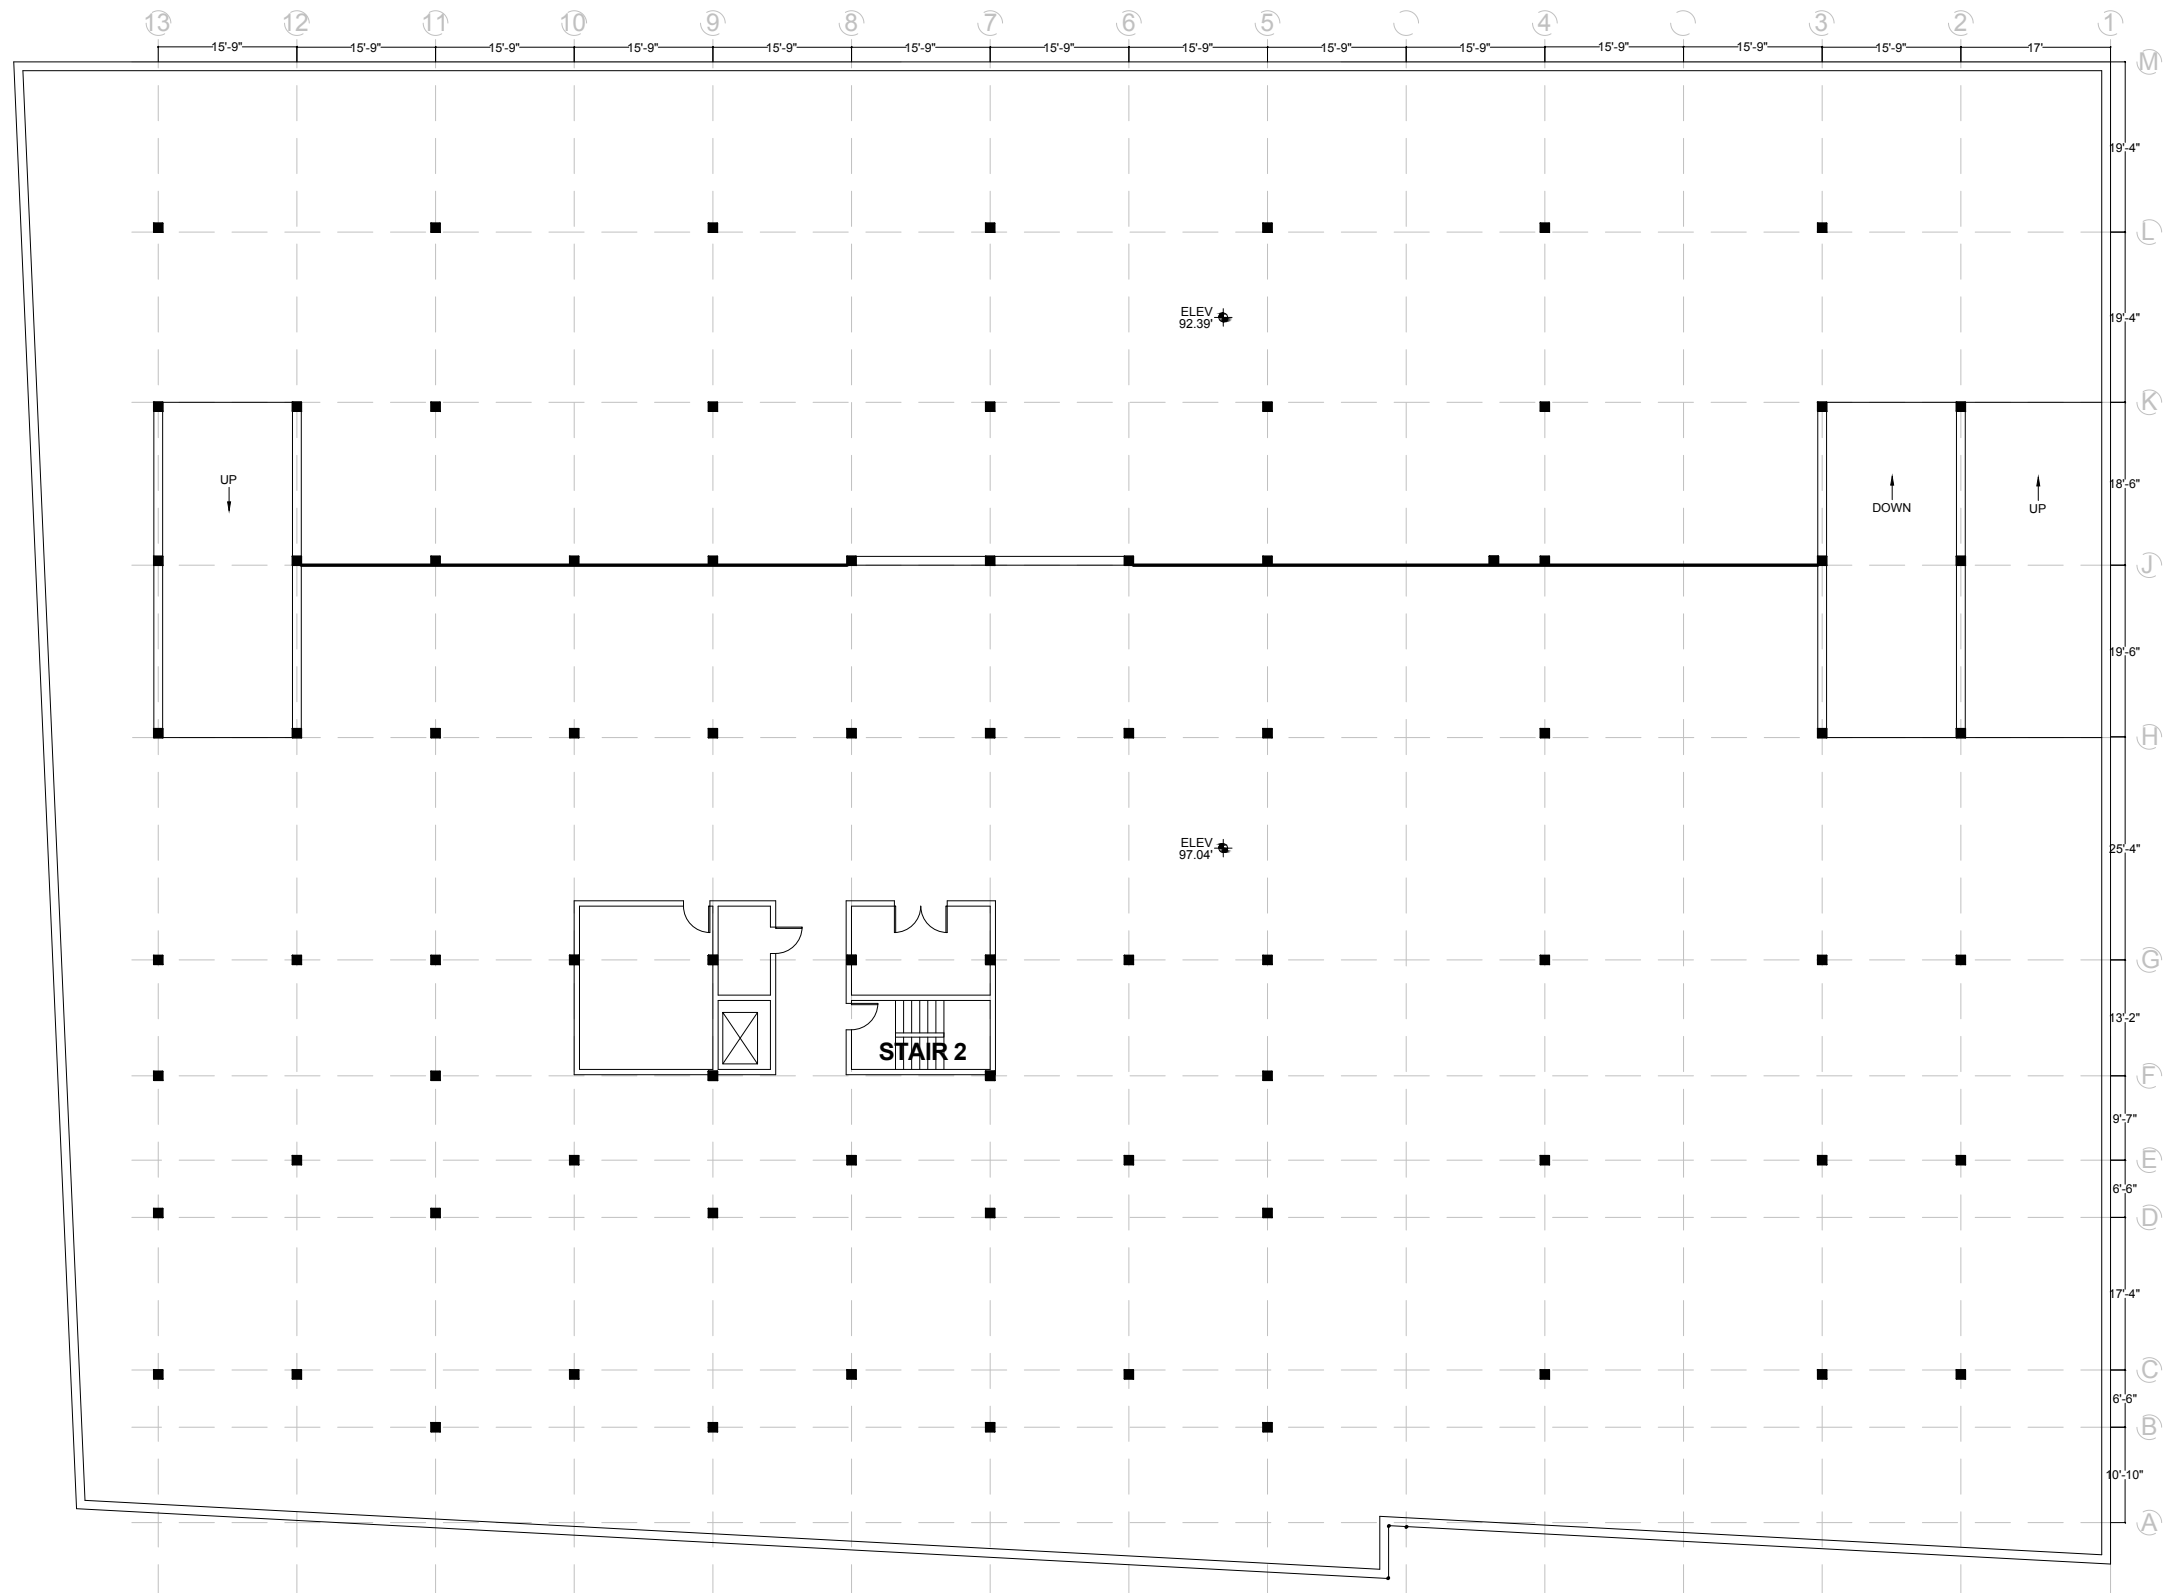 13 12 11 10 9 8 7 6 5 4 3 2 1
15'-9" 15'-9" 15'-9" 15'-9" 15'-9" 15'-9" 15'-9" 15'-9" 15'-9" 15'-9" 15'-9" 15'-9" 15'-9" 17'
M
19'-4"
L
ELEV
92.39'
19'-4"
K
UP
18'-6"
DOWN
UP
J
19'-6"
H
ELEV
97.04'
25'-4"
G
13'-2"
STAIR 2
F
9'-7"
E
6'-6"
D
17'-4"
C
6'-6"
B
10'-10"
A